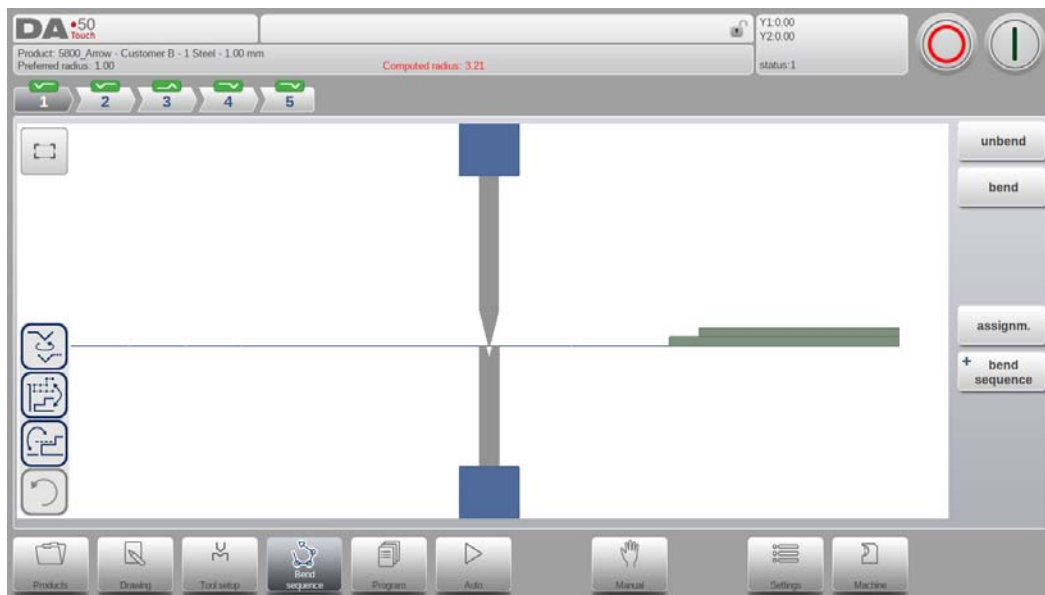 DA•50
Touch
Y1:0.00
Y2:0.00
Product: 5800_Arrow - Customer B - 1 Steel - 1.00 mm
Preferred radius: 1.00
Computed radius: 3.21
status:1
1
2
3
4
5
unbend
bend
assignm.
+ bend
sequence
Products
Drawing
Tool setup
Bend
sequence
Program
Auto
Manual
Settings
Machine